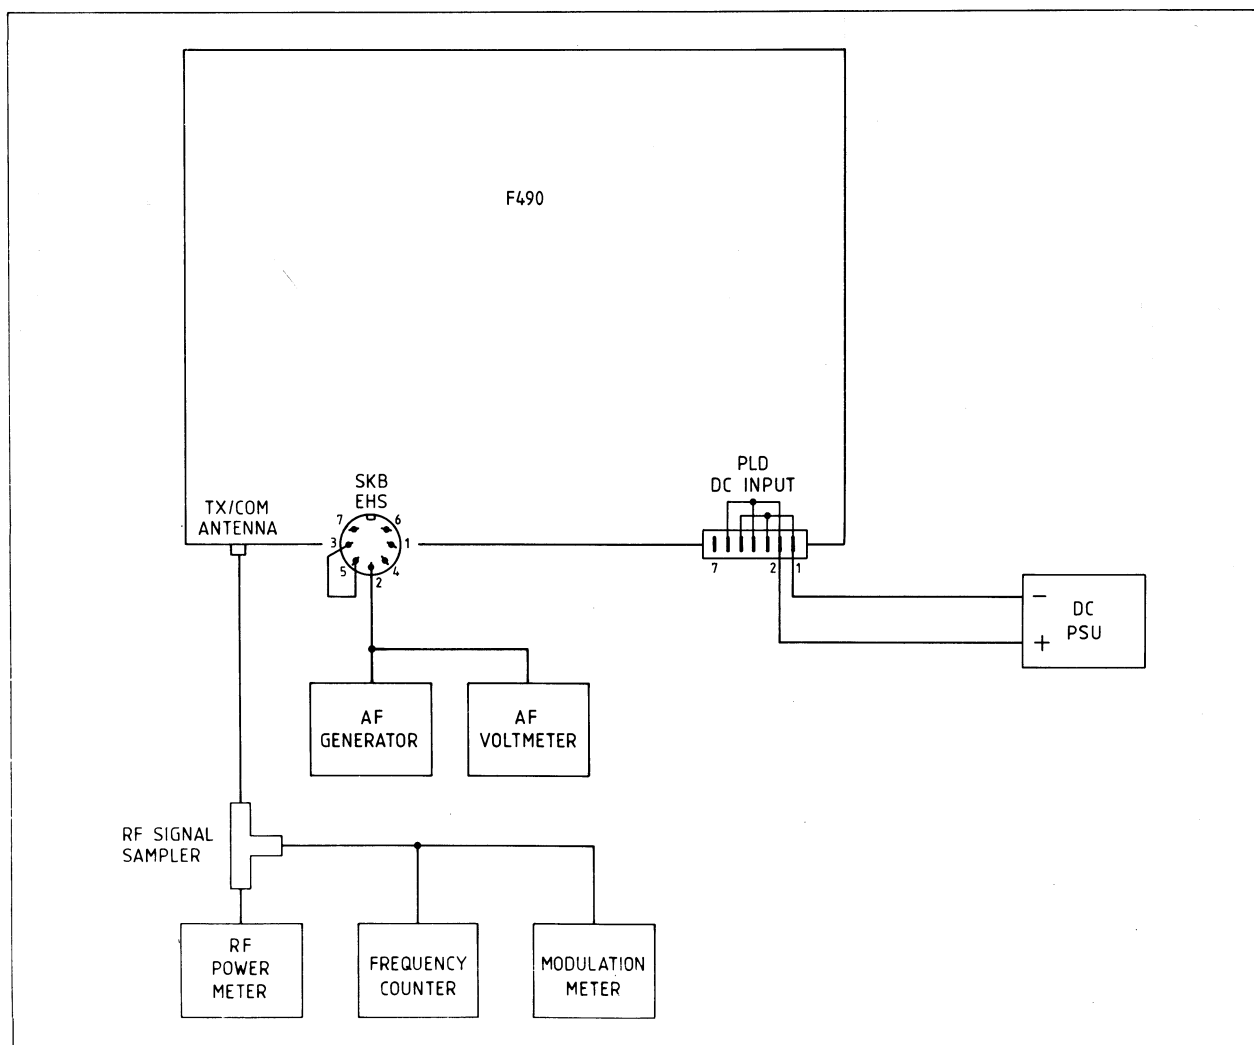 F490
SKB
EHS
PLD
DC INPUT
TX/COM
ANTENNA
7
6
3
1
5
4
2
7
2
1
−
DC
PSU
+
AF
GENERATOR
AF
VOLTMETER
RF SIGNAL
SAMPLER
RF
POWER
METER
FREQUENCY
COUNTER
MODULATION
METER